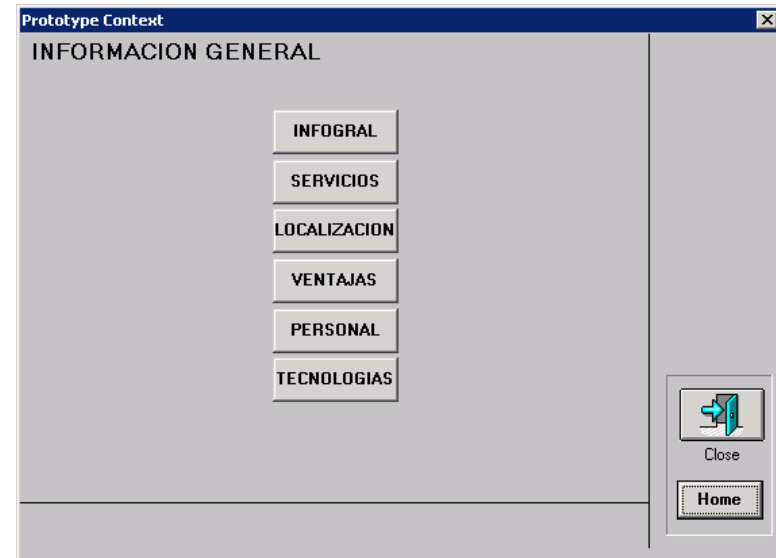 Prototype Context
INFORMACION GENERAL
INFOGRAL
SERVICIOS
LOCALIZACION
VENTAJAS
PERSONAL
TECNOLOGIAS
Close
Home